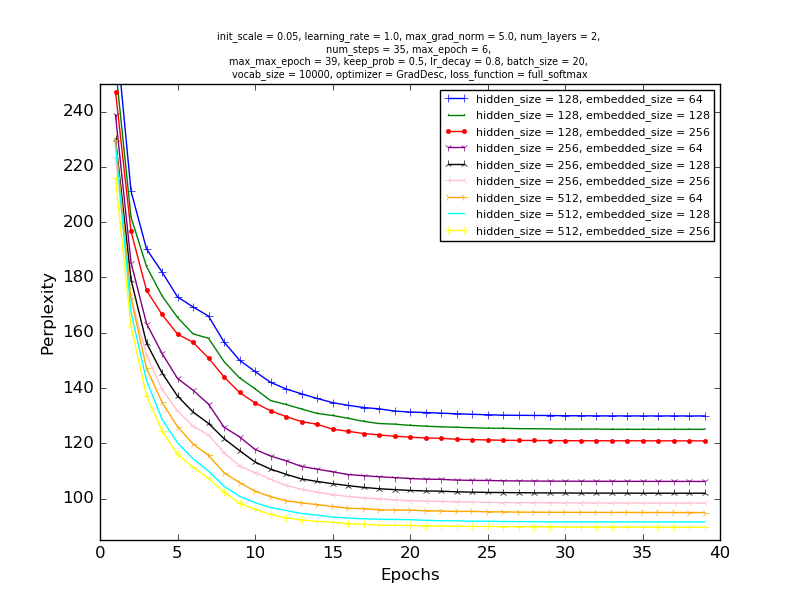 init_scale = 0.05, learning_rate = 1.0, max_grad_norm = 5.0, num_layers = 2,
num_steps = 35, max_epoch = 6,
max_max_epoch = 39, keep_prob = 0.5, lr_decay = 0.8, batch_size = 20,
vocab_size = 10000, optimizer = GradDesc, loss_function = full_softmax
hidden_size = 128, embedded_size = 64
hidden_size = 128, embedded_size = 128
hidden_size = 128, embedded_size = 256
hidden_size = 256, embedded_size = 64
hidden_size = 256, embedded_size = 128
hidden_size = 256, embedded_size = 256
hidden_size = 512, embedded_size = 64
hidden_size = 512, embedded_size = 128
hidden_size = 512, embedded_size = 256
Perplexity
240
220
200
180
160
140
120
100
0 5 10 15 20 25 30 35 40
Epochs